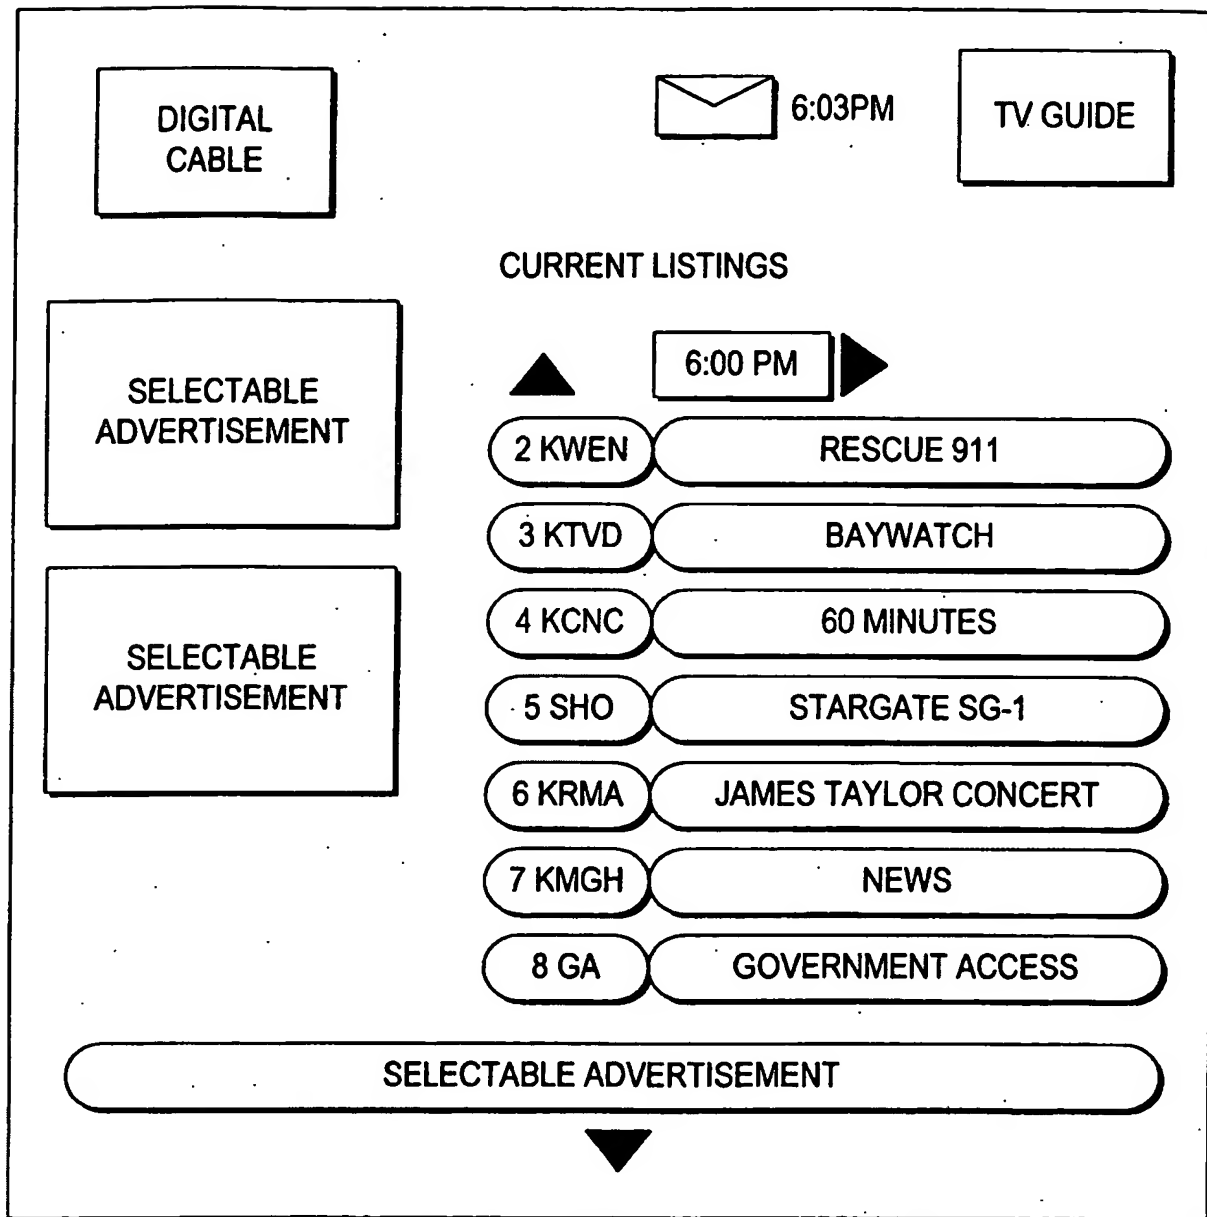 DIGITAL
CABLE
6:03PM
TV GUIDE
CURRENT LISTINGS
SELECTABLE
ADVERTISEMENT
SELECTABLE
ADVERTISEMENT
6:00 PM
2 KWEN RESCUE 911
3 KTVD BAYWATCH
4 KCNC 60 MINUTES
5 SHO STARGATE SG-1
6 KRMA JAMES TAYLOR CONCERT
7 KMGH NEWS
8 GA GOVERNMENT ACCESS
SELECTABLE ADVERTISEMENT